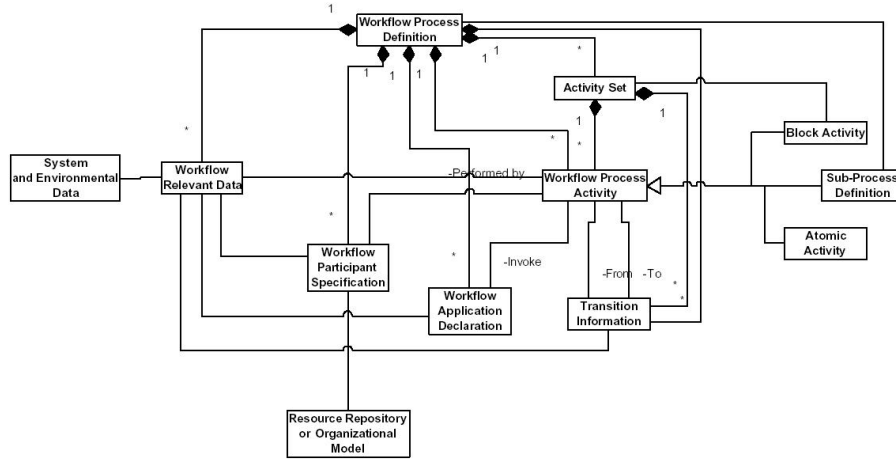 1
Workflow Process
Definition
1
1
1
1
1
*
Activity Set
1
1
*
Block Activity
*
*
System
and Environmental
Data
Workflow
Relevant Data
-Performed by
Workflow Process
Activity
Sub-Process
Definition
*
Atomic
Activity
Workflow
Participant
Specification
*
-Invoke
-From
-To
*
*
Workflow
Application
Declaration
Transition
Information
Resource Repository
or Organizational
Model